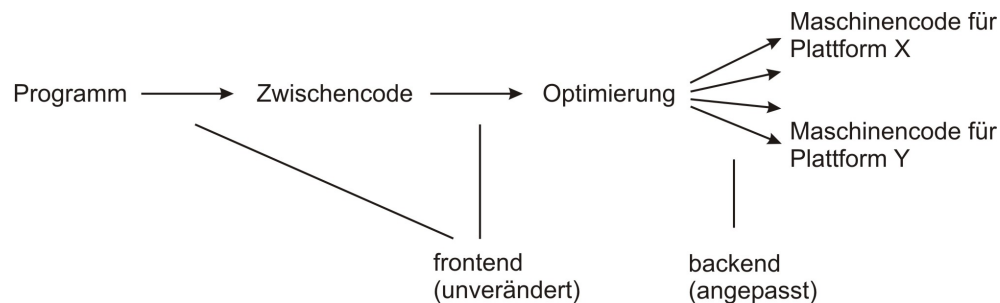 Maschinencode für
Plattform X
Programm
Zwischencode
Optimierung
Maschinencode für
Plattform Y
frontend
(unverändert)
backend
(angepasst)